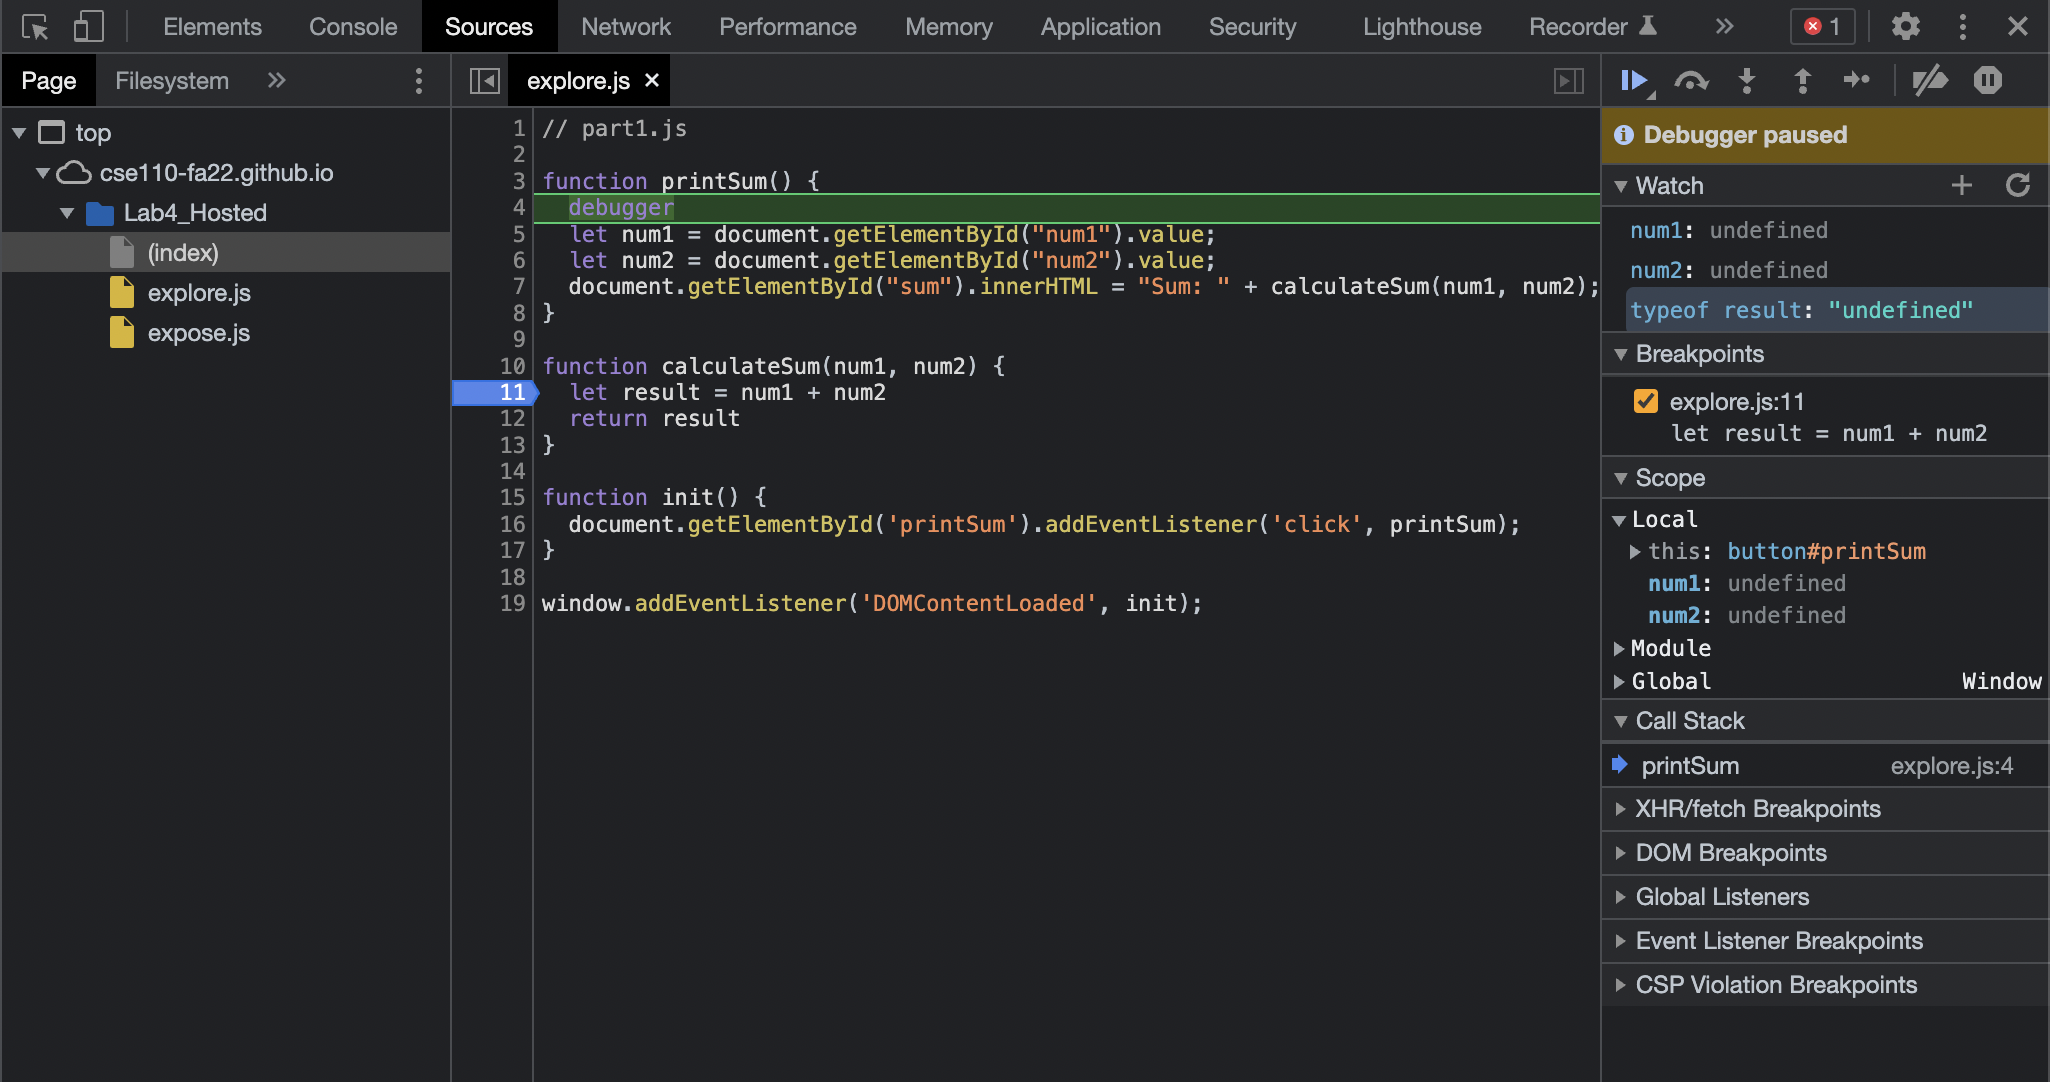 Elements Console Sources Network Performance Memory Application Security Lighthouse Recorder 1
Page Filesystem
top
cse110-fa22.github.io
Lab4_Hosted
(index)
explore.js
expose.js
explore.js
1 // part1.js
2
3 function printSum() {
4   debugger
5   let num1 = document.getElementById("num1").value;
6   let num2 = document.getElementById("num2").value;
7   document.getElementById("sum").innerHTML = "Sum: " + calculateSum(num1, num2);
8 }
9
10 function calculateSum(num1, num2) {
11   let result = num1 + num2
12   return result
13 }
14
15 function init() {
16   document.getElementById('printSum').addEventListener('click', printSum);
17 }
18
19 window.addEventListener('DOMContentLoaded', init);
Debugger paused
Watch
num1: undefined
num2: undefined
typeof result: "undefined"
Breakpoints
explore.js:11
let result = num1 + num2
Scope
Local
this: button#printSum
num1: undefined
num2: undefined
Module
Global Window
Call Stack
printSum explore.js:4
XHR/fetch Breakpoints
DOM Breakpoints
Global Listeners
Event Listener Breakpoints
CSP Violation Breakpoints